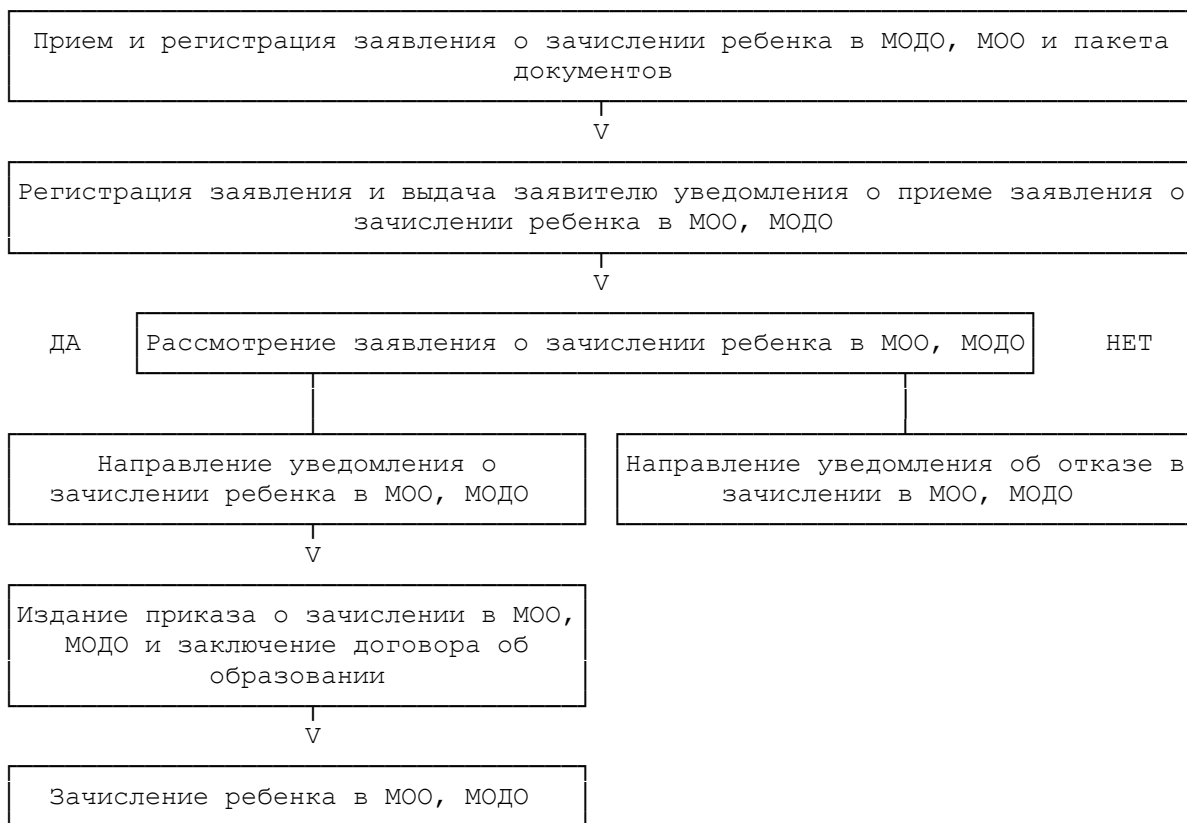 Прием и регистрация заявления о зачислении ребенка в МОДО, МОО и пакета
документов
V
Регистрация заявления и выдача заявителю уведомления о приеме заявления о
зачислении ребенка в МОО, МОДО
V
ДА
Рассмотрение заявления о зачислении ребенка в МОО, МОДО
НЕТ
Направление уведомления о
зачислении ребенка в МОО, МОДО
Направление уведомления об отказе в
зачислении в МОО, МОДО
V
Издание приказа о зачислении в МОО,
МОДО и заключение договора об
образовании
V
Зачисление ребенка в МОО, МОДО